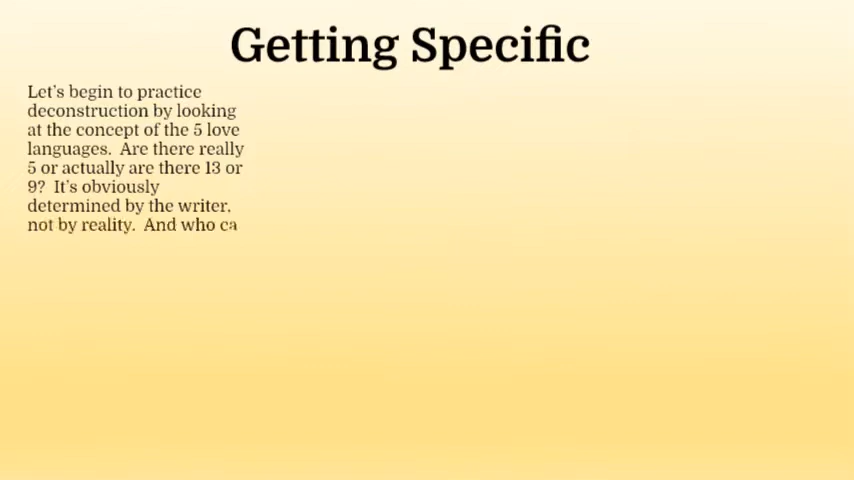 Getting Specific
Let's begin to practice
deconstruction by looking
at the concept of the 5 love
languages.  Are there really
5 or actually are there 13 or
9?  It's obviously
determined by the writer,
not by reality.  And who ca